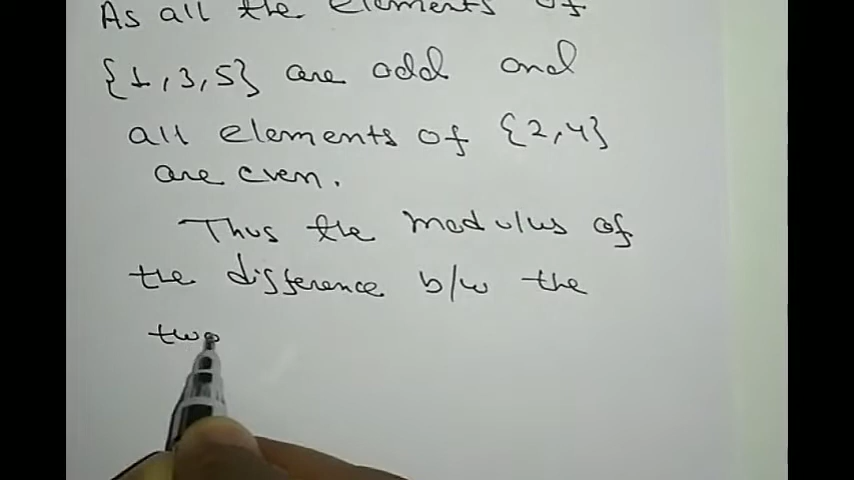 As all the elements of
{1, 3, 5} are odd and
all elements of {2, 4}
are even.
Thus the modulus of
the difference b/w the
two